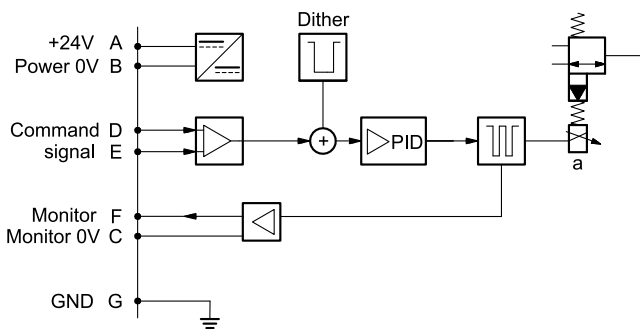 Dither
+24V A
Power 0V B
Command D
signal E
PID
a
Monitor F
Monitor 0V C
GND G